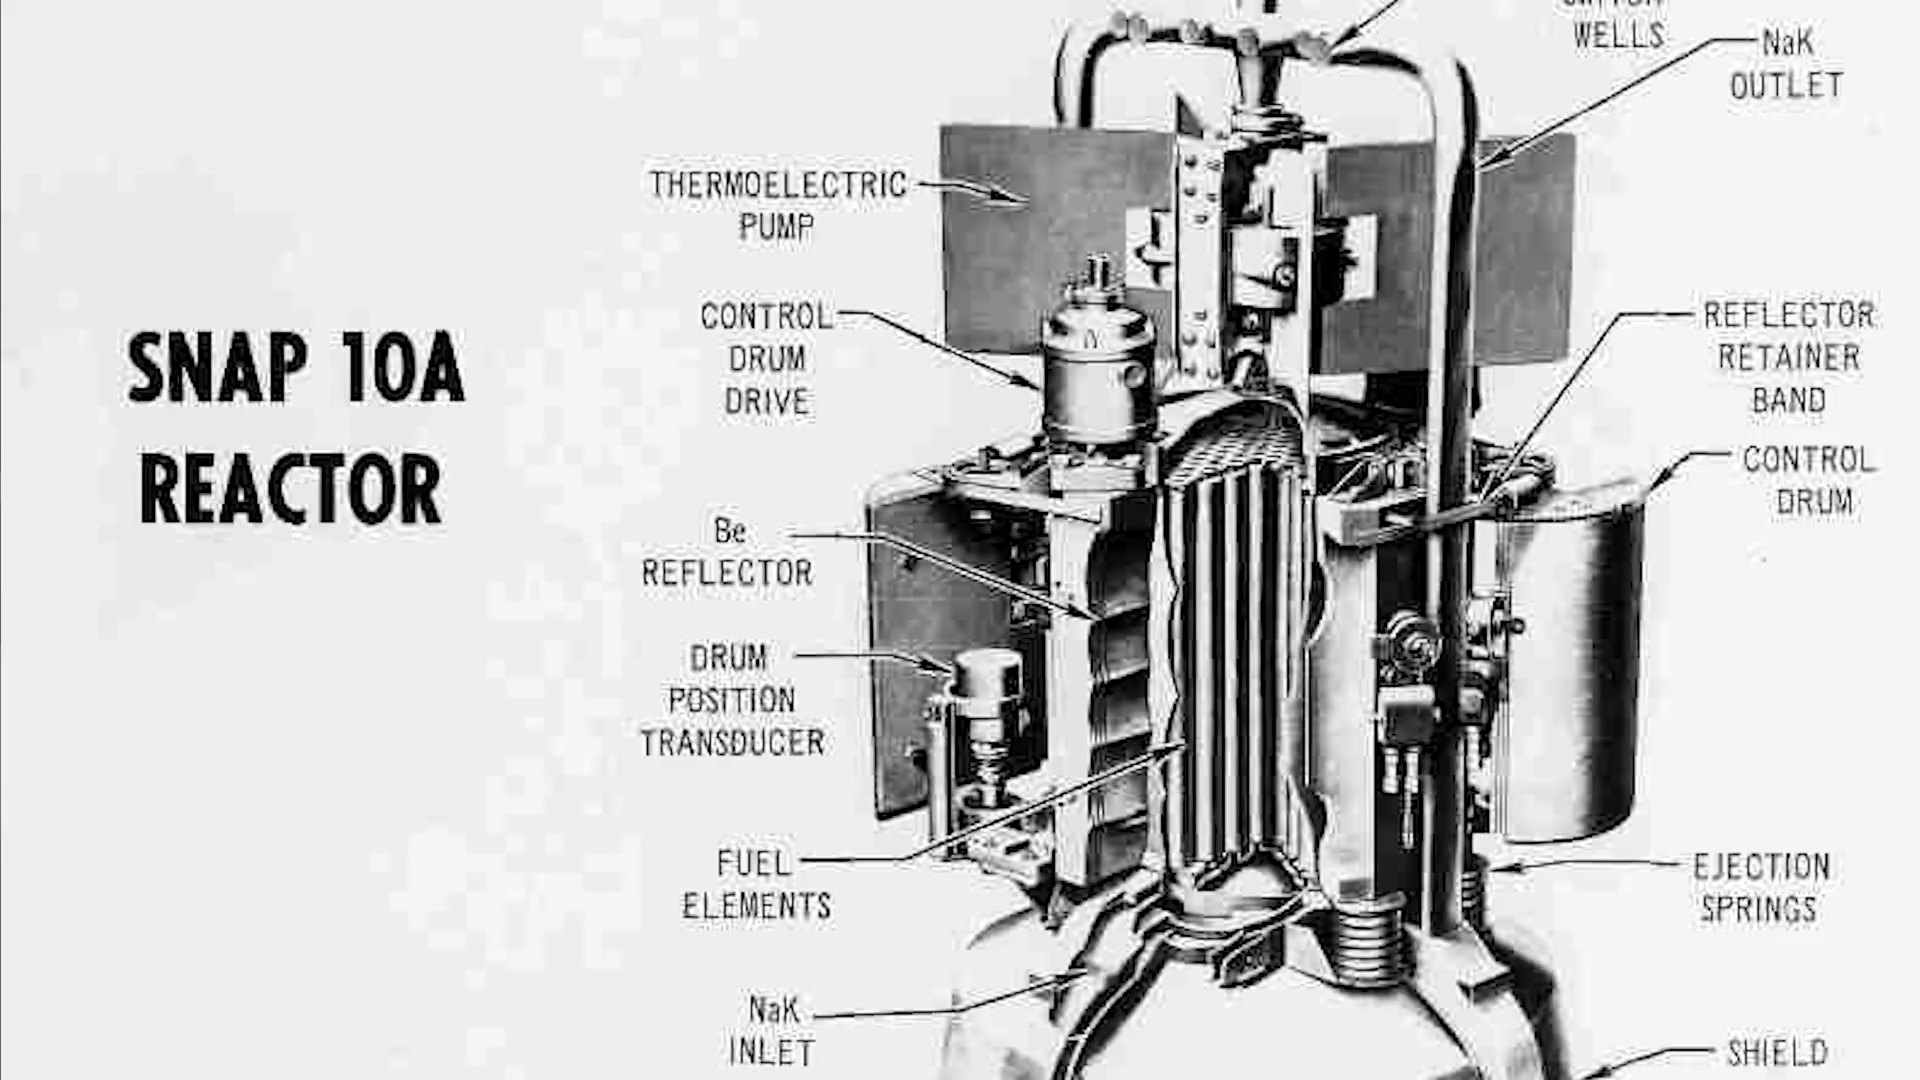 SNAP 10A
REACTOR
WELLS
NaK
OUTLET
THERMOELECTRIC
PUMP
CONTROL
DRUM
DRIVE
REFLECTOR
RETAINER
BAND
CONTROL
DRUM
Be
REFLECTOR
DRUM
POSITION
TRANSDUCER
FUEL
ELEMENTS
EJECTION
SPRINGS
NaK
INLET
SHIELD